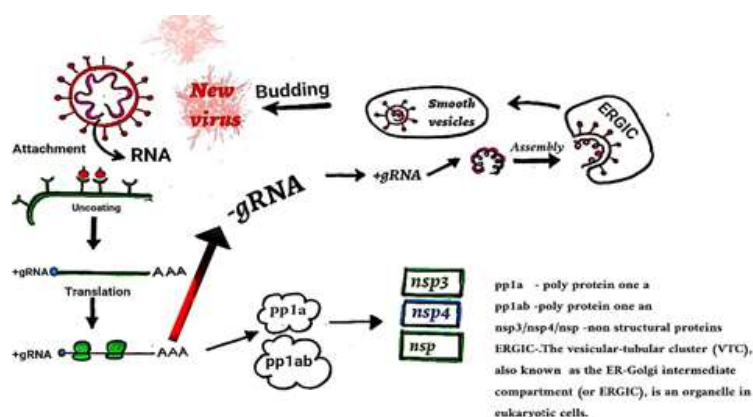 New
virus
Budding
Smooth
vesicles
ERGIC
Attachment
RNA
Assembly
Uncoating
-gRNA
+gRNA
+gRNA
AAA
Translation
+gRNA
AAA
pp1a
pp1ab
nsp3
nsp4
nsp
pp1a - poly protein one a
pp1ab -poly protein one an
nsp3/nsp4/nsp -non structural proteins
ERGIC-.The vesicular-tubular cluster (VTC),
also known as the ER-Golgi intermediate
compartment (or ERGIC), is an organelle in
eukaryotic cells.